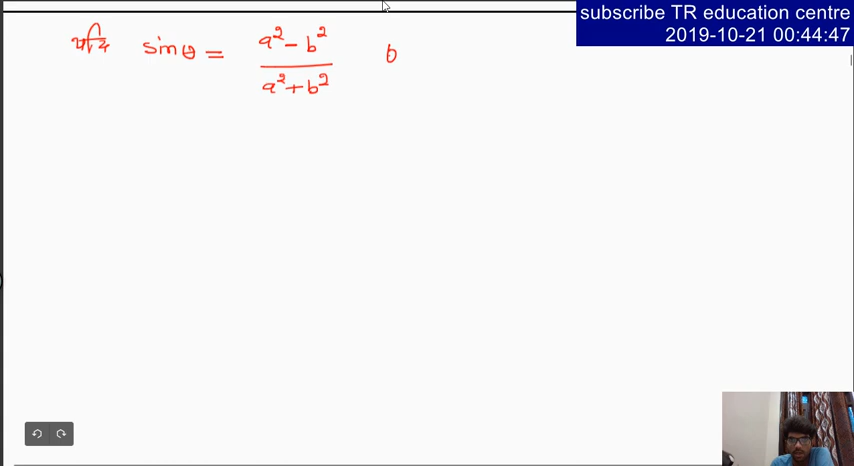 subscribe TR education centre
2019-10-21 00:44:47
यदि sinθ = (a² - b²)/(a² + b²) θ